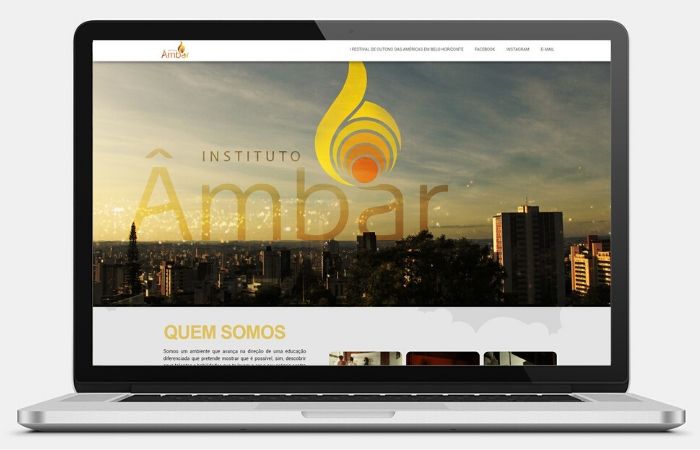 Âmbar
I FESTIVAL DE OUTONO DAS AMÉRICAS EM BELO HORIZONTE FACEBOOK INSTAGRAM E-MAIL
INSTITUTO
Âmbar
QUEM SOMOS
Somos um ambiente que avança na direção de uma educação
diferenciada que pretende mostrar que é possível, sim, descobrir